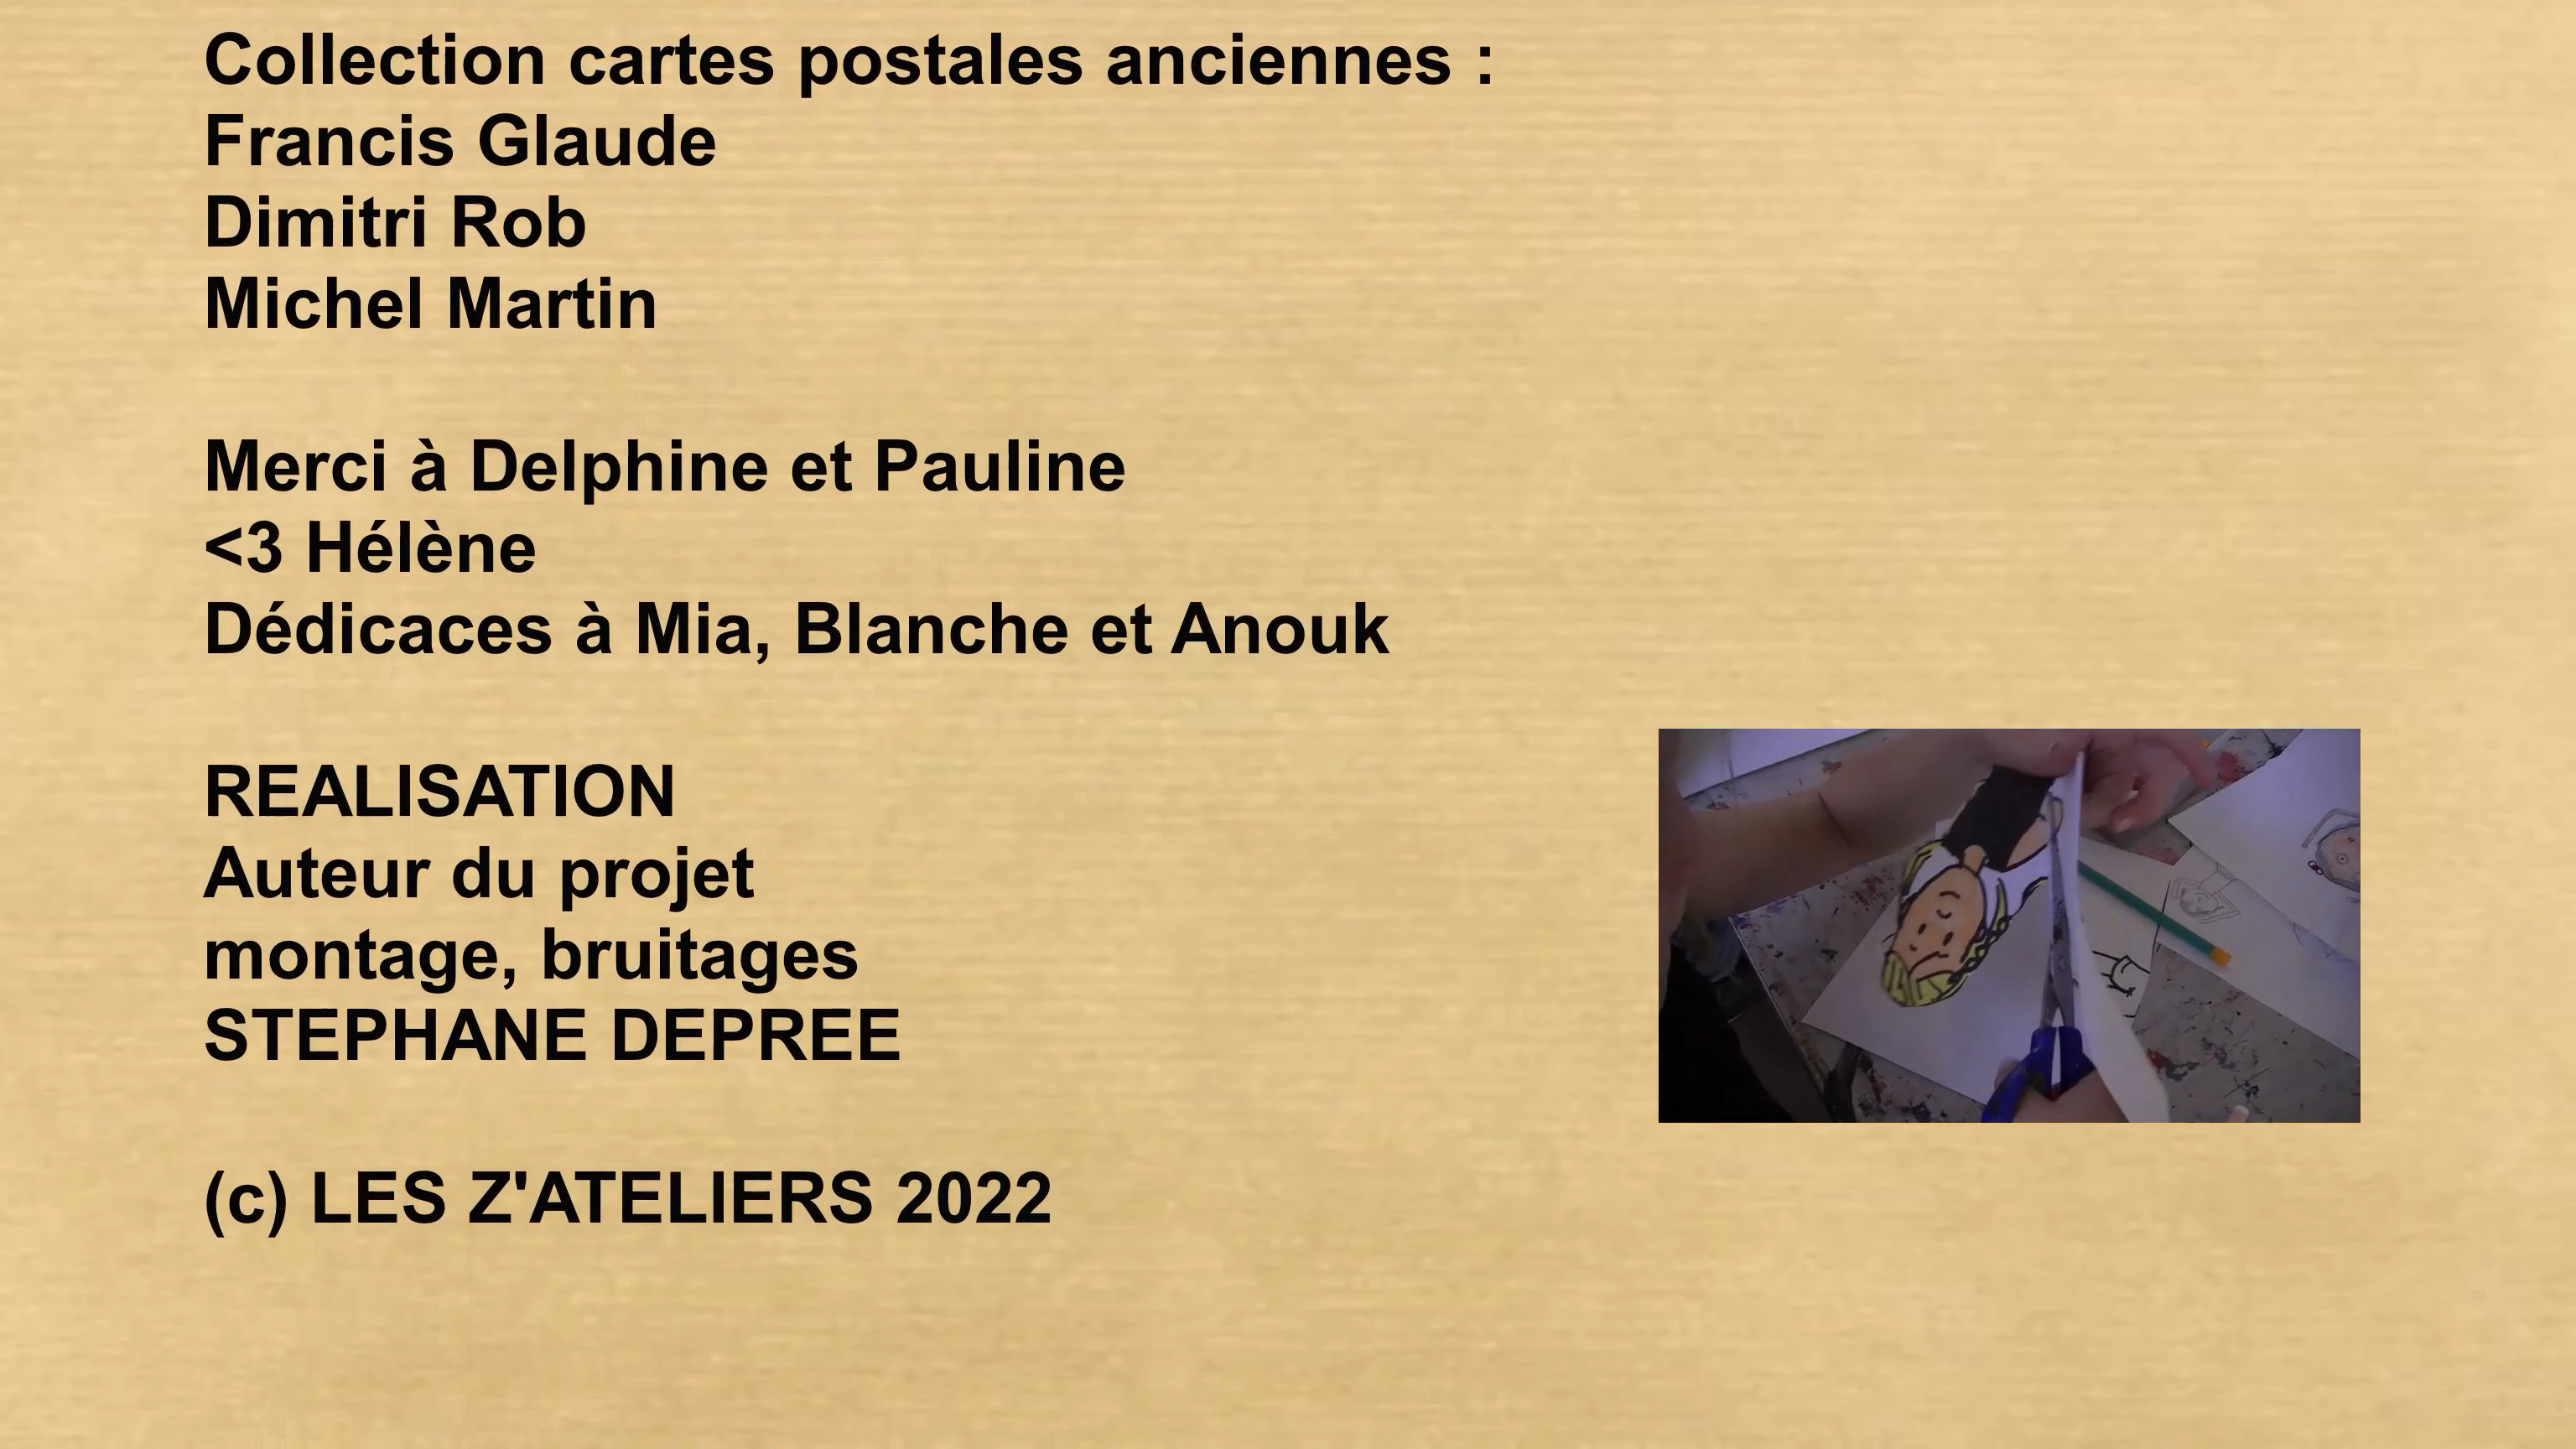 Collection cartes postales anciennes :
Francis Glaude
Dimitri Rob
Michel Martin
Merci à Delphine et Pauline
<3 Hélène
Dédicaces à Mia, Blanche et Anouk
REALISATION
Auteur du projet
montage, bruitages
STEPHANE DEPREE
(c) LES Z'ATELIERS 2022